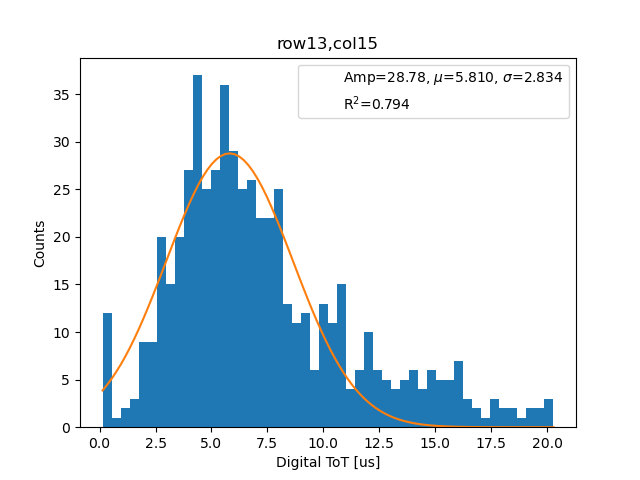 row13,col15
Amp=28.78, μ=5.810, σ=2.834
R²=0.794
Counts
35
30
25
20
15
10
5
0
0.0 2.5 5.0 7.5 10.0 12.5 15.0 17.5 20.0
Digital ToT [us]